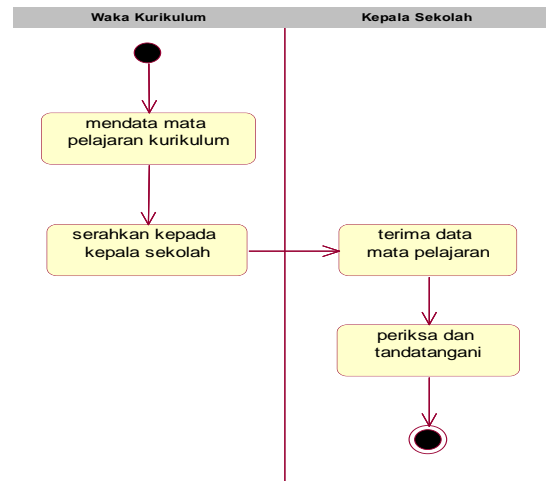 Waka Kurikulum
Kepala Sekolah
mendata mata
pelajaran kurikulum
serahkan kepada
kepala sekolah
terima data
mata pelajaran
periksa dan
tandatangani